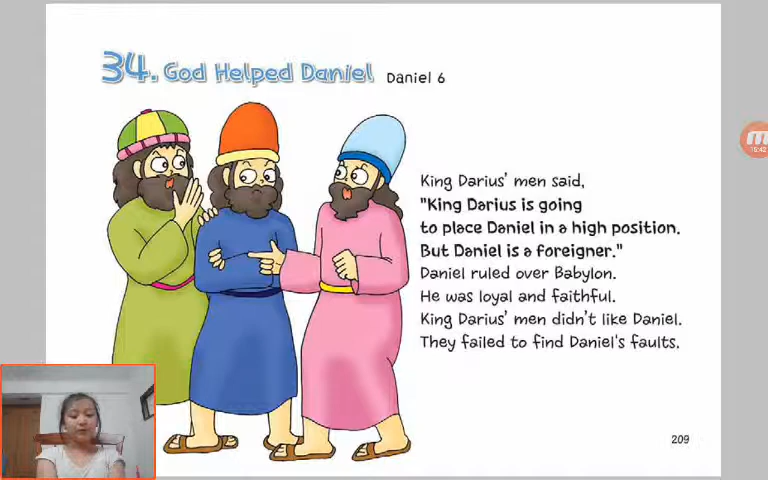 34. God Helped Daniel Daniel 6
King Darius' men said,
"King Darius is going
to place Daniel in a high position.
But Daniel is a foreigner."
Daniel ruled over Babylon.
He was loyal and faithful.
King Darius' men didn't like Daniel.
They failed to find Daniel's faults.
209
15:42